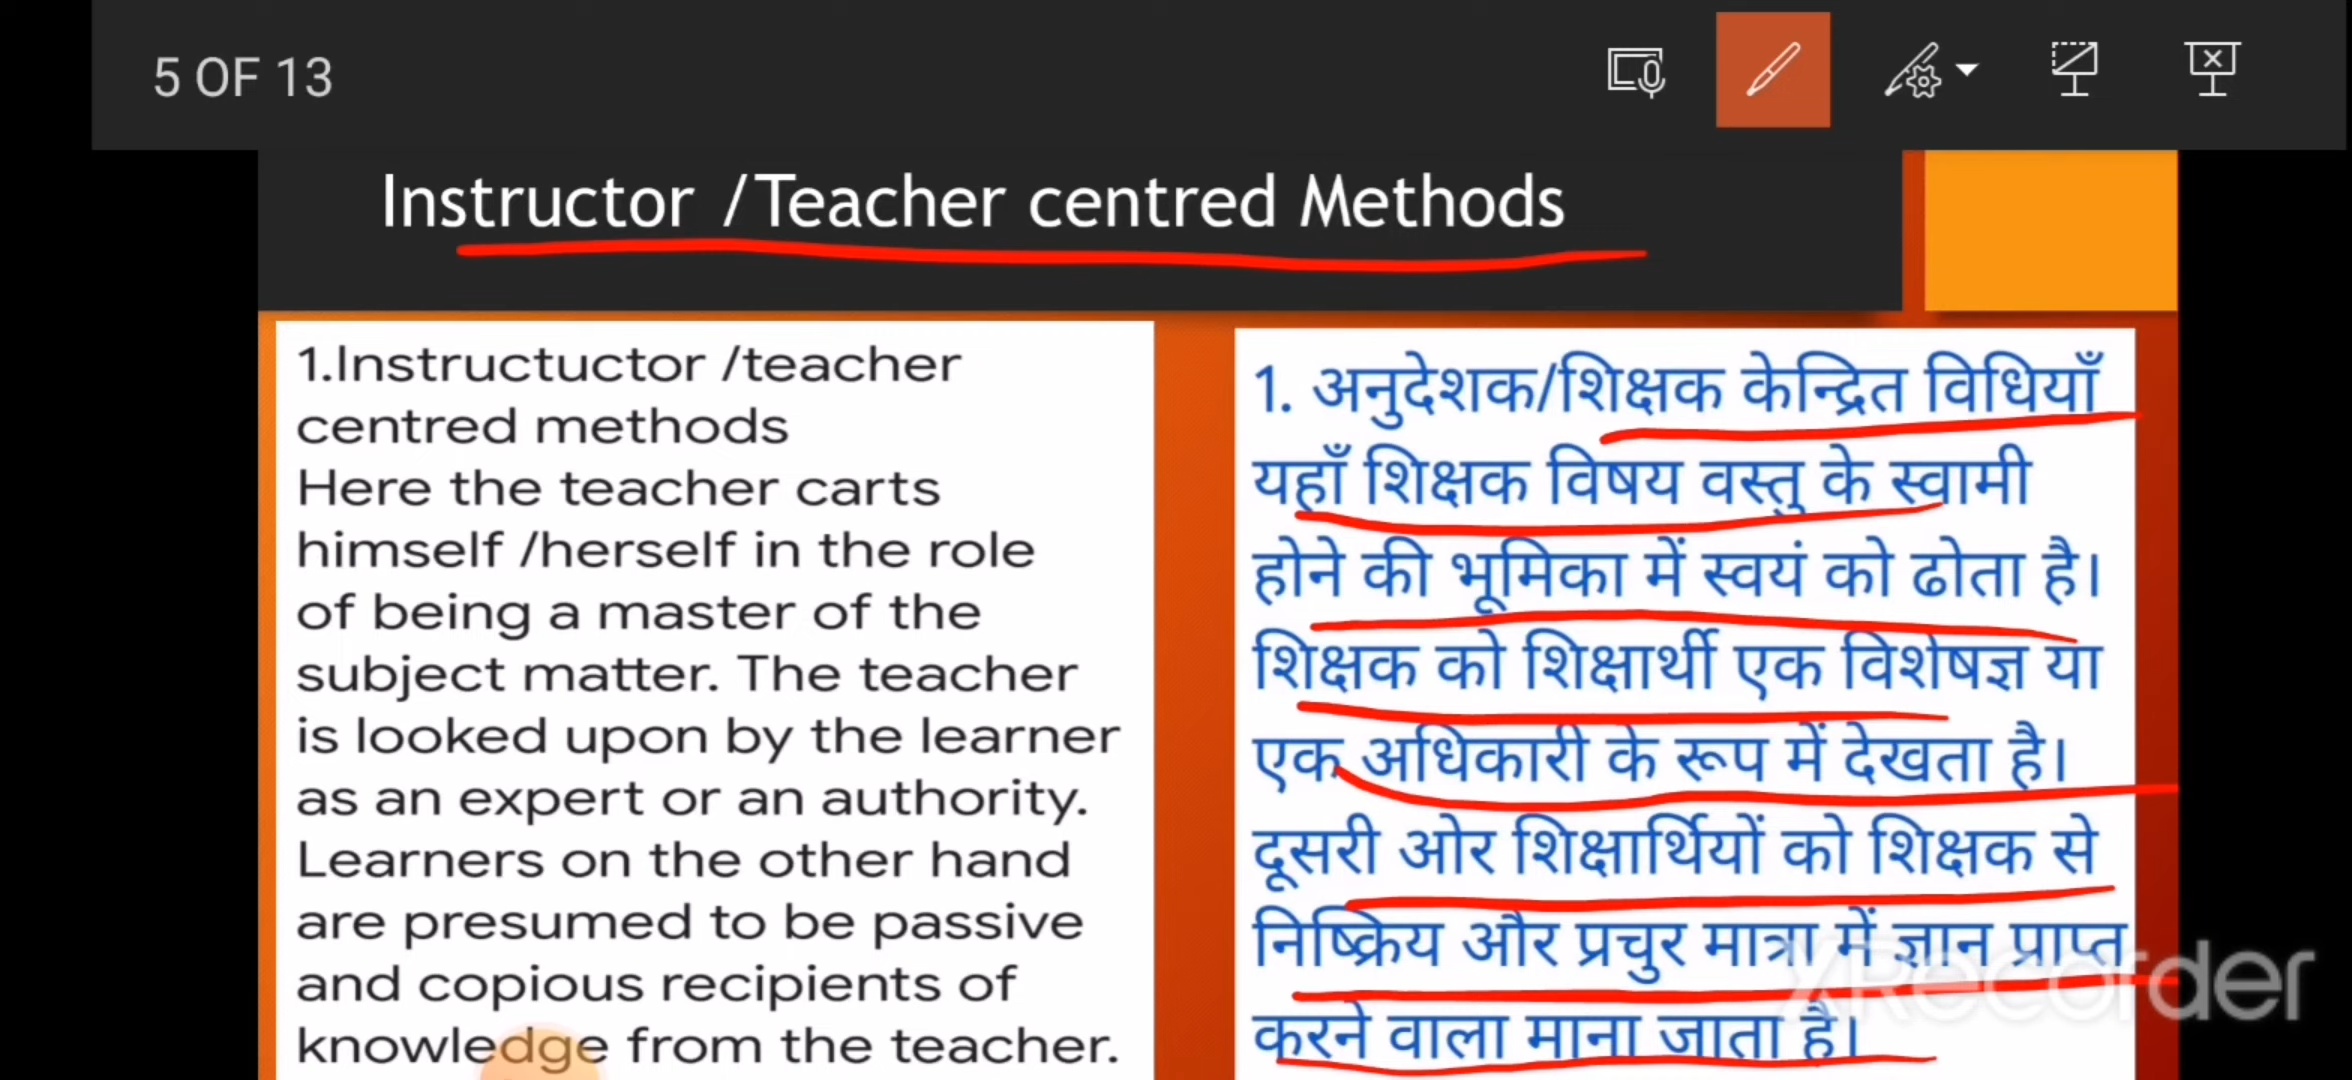 5 OF 13
Instructor /Teacher centred Methods
1.Instructuctor /teacher
centred methods
Here the teacher carts
himself /herself in the role
of being a master of the
subject matter. The teacher
is looked upon by the learner
as an expert or an authority.
Learners on the other hand
are presumed to be passive
and copious recipients of
knowledge from the teacher.
1. अनुदेशक/शिक्षक केन्द्रित विधियाँ
यहाँ शिक्षक विषय वस्तु के स्वामी
होने की भूमिका में स्वयं को ढोता है।
शिक्षक को शिक्षार्थी एक विशेषज्ञ या
एक अधिकारी के रूप में देखता है।
दूसरी ओर शिक्षार्थियों को शिक्षक से
निष्क्रिय और प्रचुर मात्रा में ज्ञान प्राप्त
करने वाला माना जाता है।
XRecorder